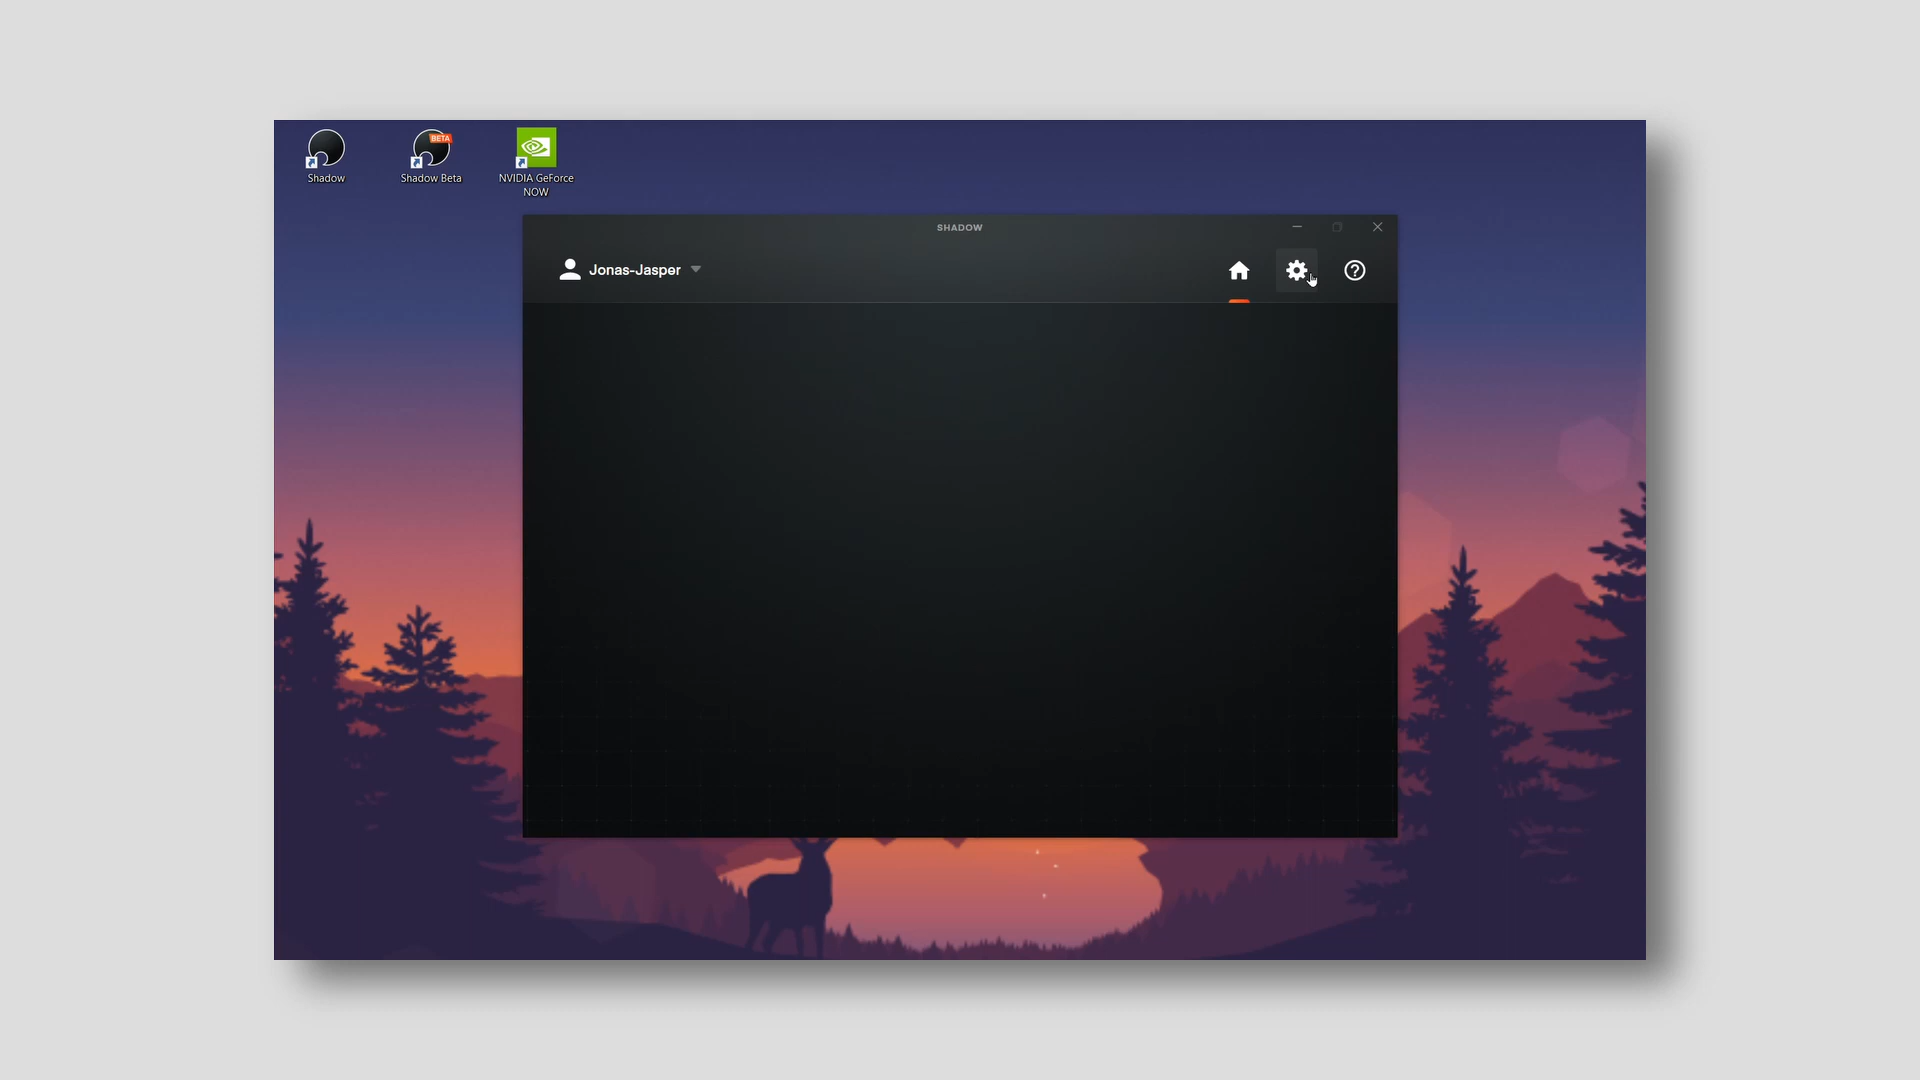 BETA
Shadow
Shadow Beta
NVIDIA GeForce
NOW
SHADOW
Jonas-Jasper